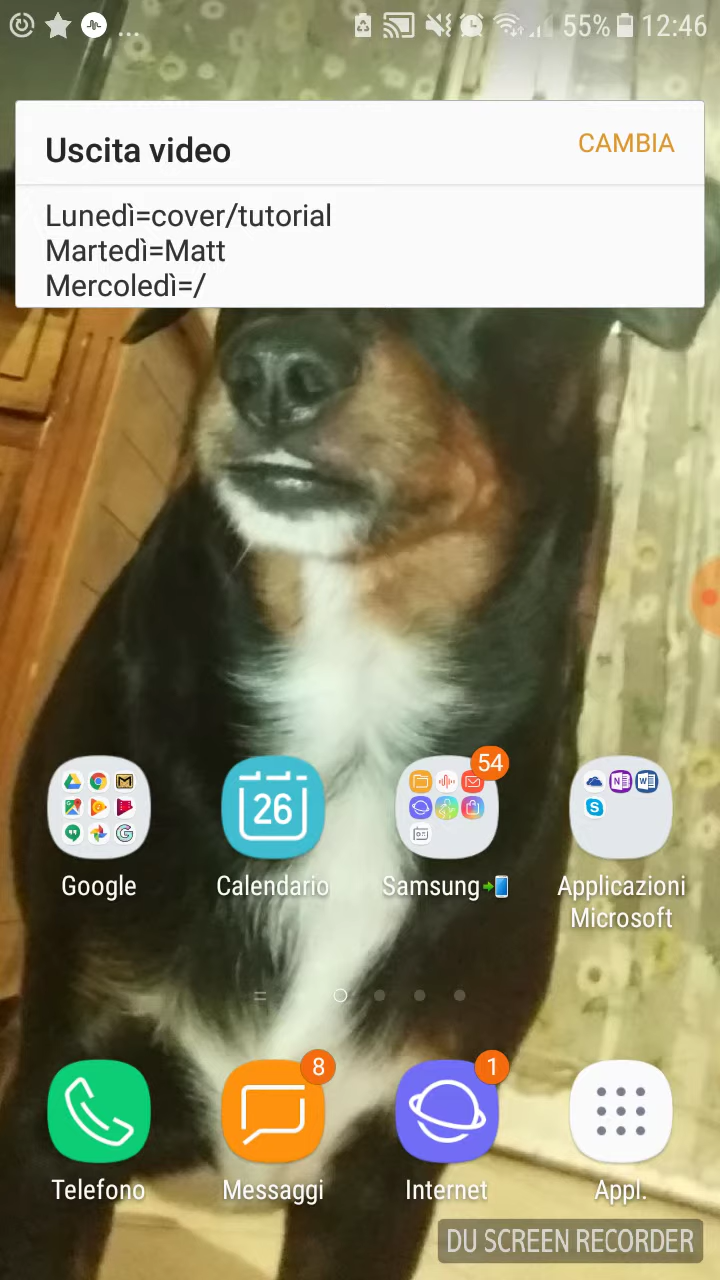 ... 55% 12:46
Uscita video CAMBIA
Lunedì=cover/tutorial
Martedì=Matt
Mercoledì=/
54
26
Google Calendario Samsung Applicazioni
Microsoft
8 1
Telefono Messaggi Internet Appl.
DU SCREEN RECORDER